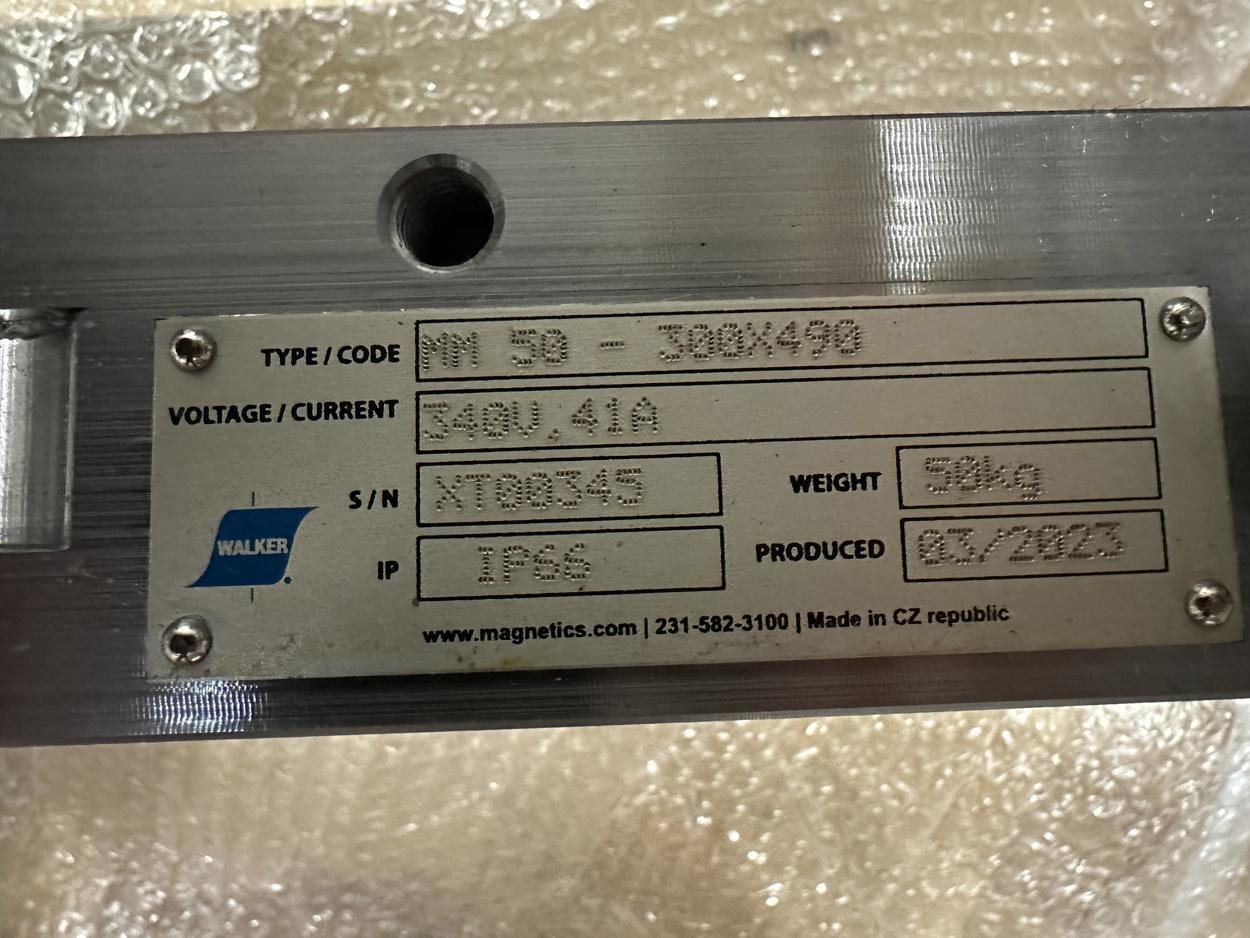 TYPE / CODE MM 50 - 300X490
VOLTAGE / CURRENT 340V,41A
S / N XT00345 WEIGHT 50kg
WALKER
IP IP66 PRODUCED 03/2023
www.magnetics.com | 231-582-3100 | Made in CZ republic